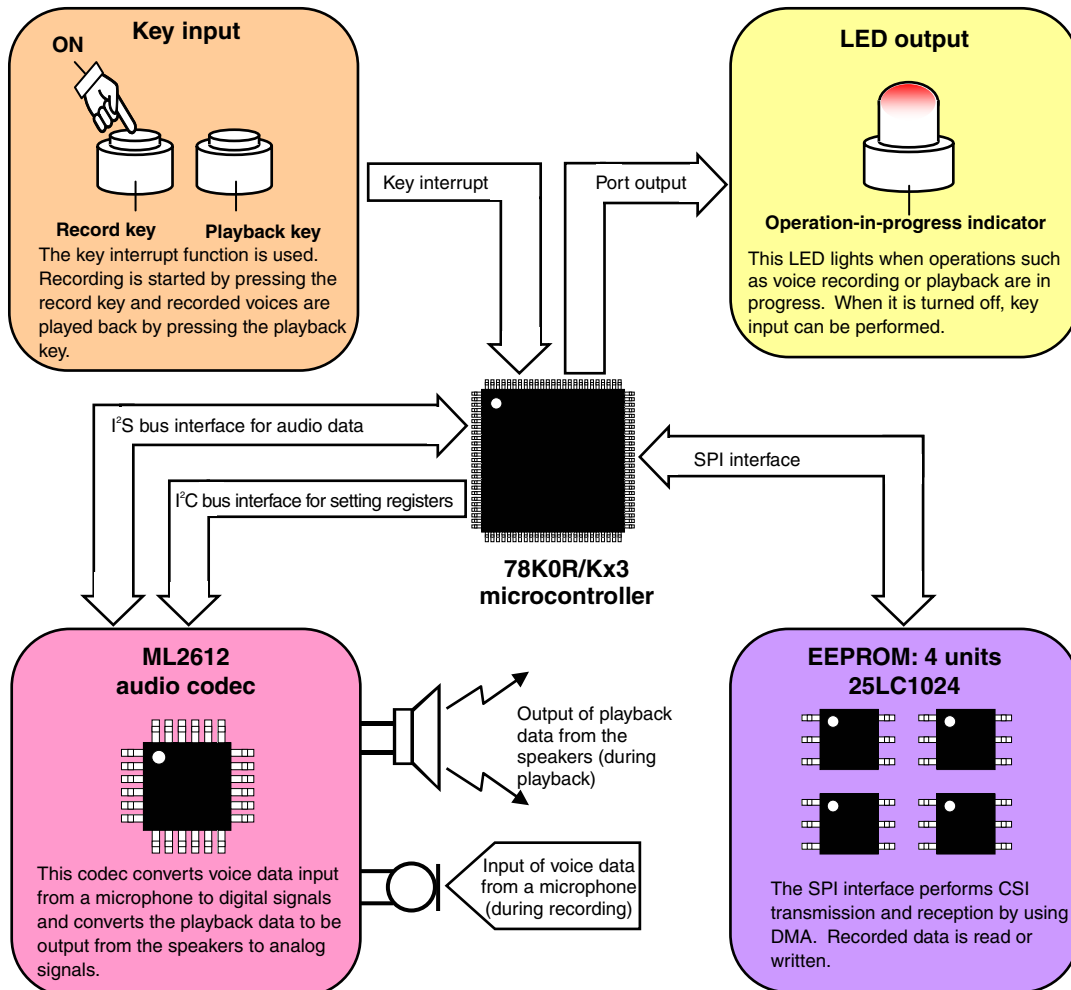 Key input
ON
Record key
Playback key
The key interrupt function is used.
Recording is started by pressing the
record key and recorded voices are
played back by pressing the playback
key.
Key interrupt
Port output
LED output
Operation-in-progress indicator
This LED lights when operations such
as voice recording or playback are in
progress. When it is turned off, key
input can be performed.
I²S bus interface for audio data
I²C bus interface for setting registers
SPI interface
78K0R/Kx3
microcontroller
ML2612
audio codec
This codec converts voice data input
from a microphone to digital signals
and converts the playback data to be
output from the speakers to analog
signals.
Output of playback
data from the
speakers (during
playback)
Input of voice data
from a microphone
(during recording)
EEPROM: 4 units
25LC1024
The SPI interface performs CSI
transmission and reception by using
DMA. Recorded data is read or
written.